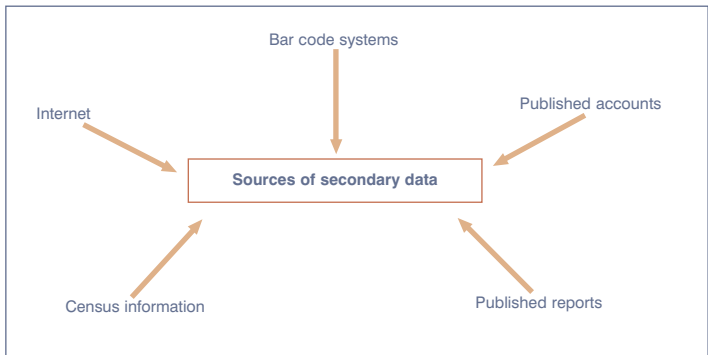 Bar code systems
Internet
Published accounts
Sources of secondary data
Census information
Published reports